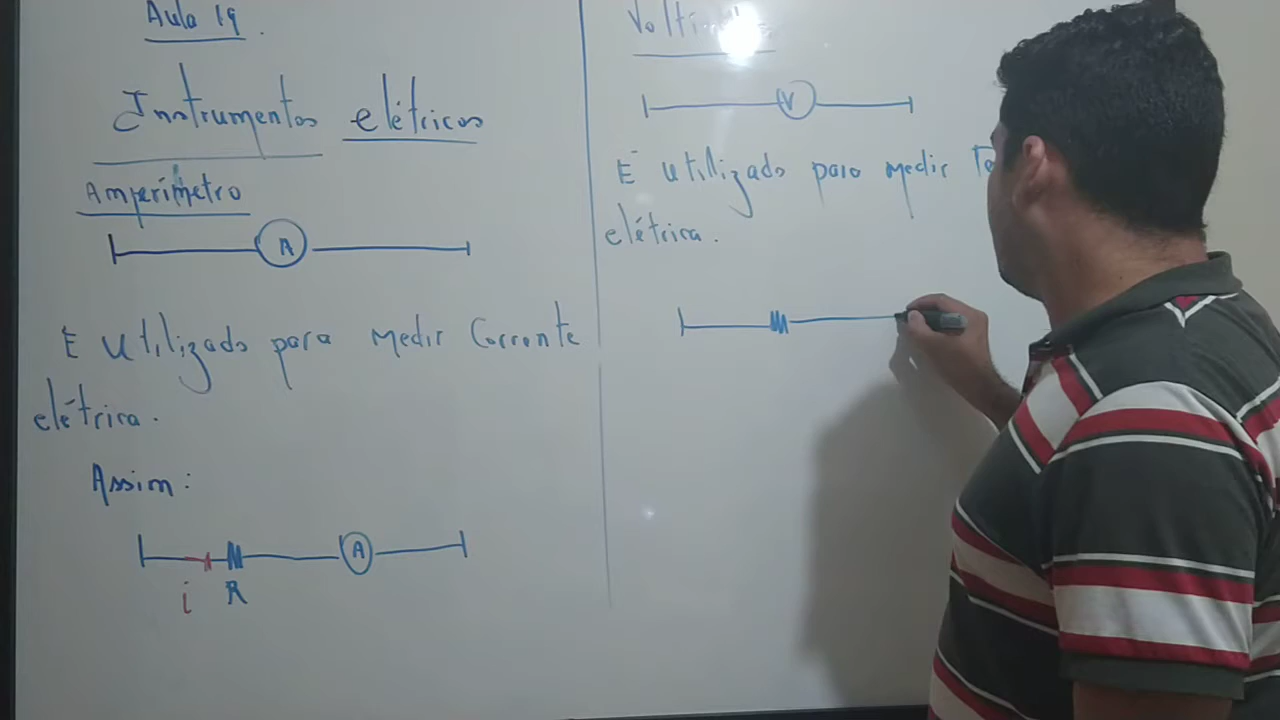 Aula 19.
Instrumentos elétricos
Amperímetro
A
É utilizado para medir Corrente
elétrica.
Assim:
A
i
R
V
É utilizado para medir
elétrica.